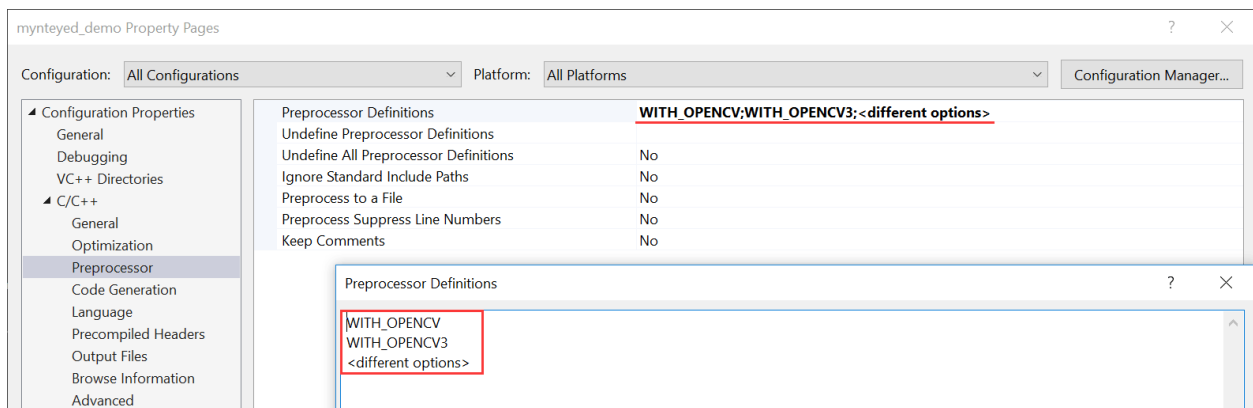 mynteyed_demo Property Pages
Configuration: All Configurations Platform: All Platforms Configuration Manager...
Configuration Properties
General
Debugging
VC++ Directories
C/C++
General
Optimization
Preprocessor
Code Generation
Language
Precompiled Headers
Output Files
Browse Information
Advanced
Preprocessor Definitions WITH_OPENCV;WITH_OPENCV3;<different options>
Undefine Preprocessor Definitions
Undefine All Preprocessor Definitions No
Ignore Standard Include Paths No
Preprocess to a File No
Preprocess Suppress Line Numbers No
Keep Comments No
Preprocessor Definitions
WITH_OPENCV
WITH_OPENCV3
<different options>